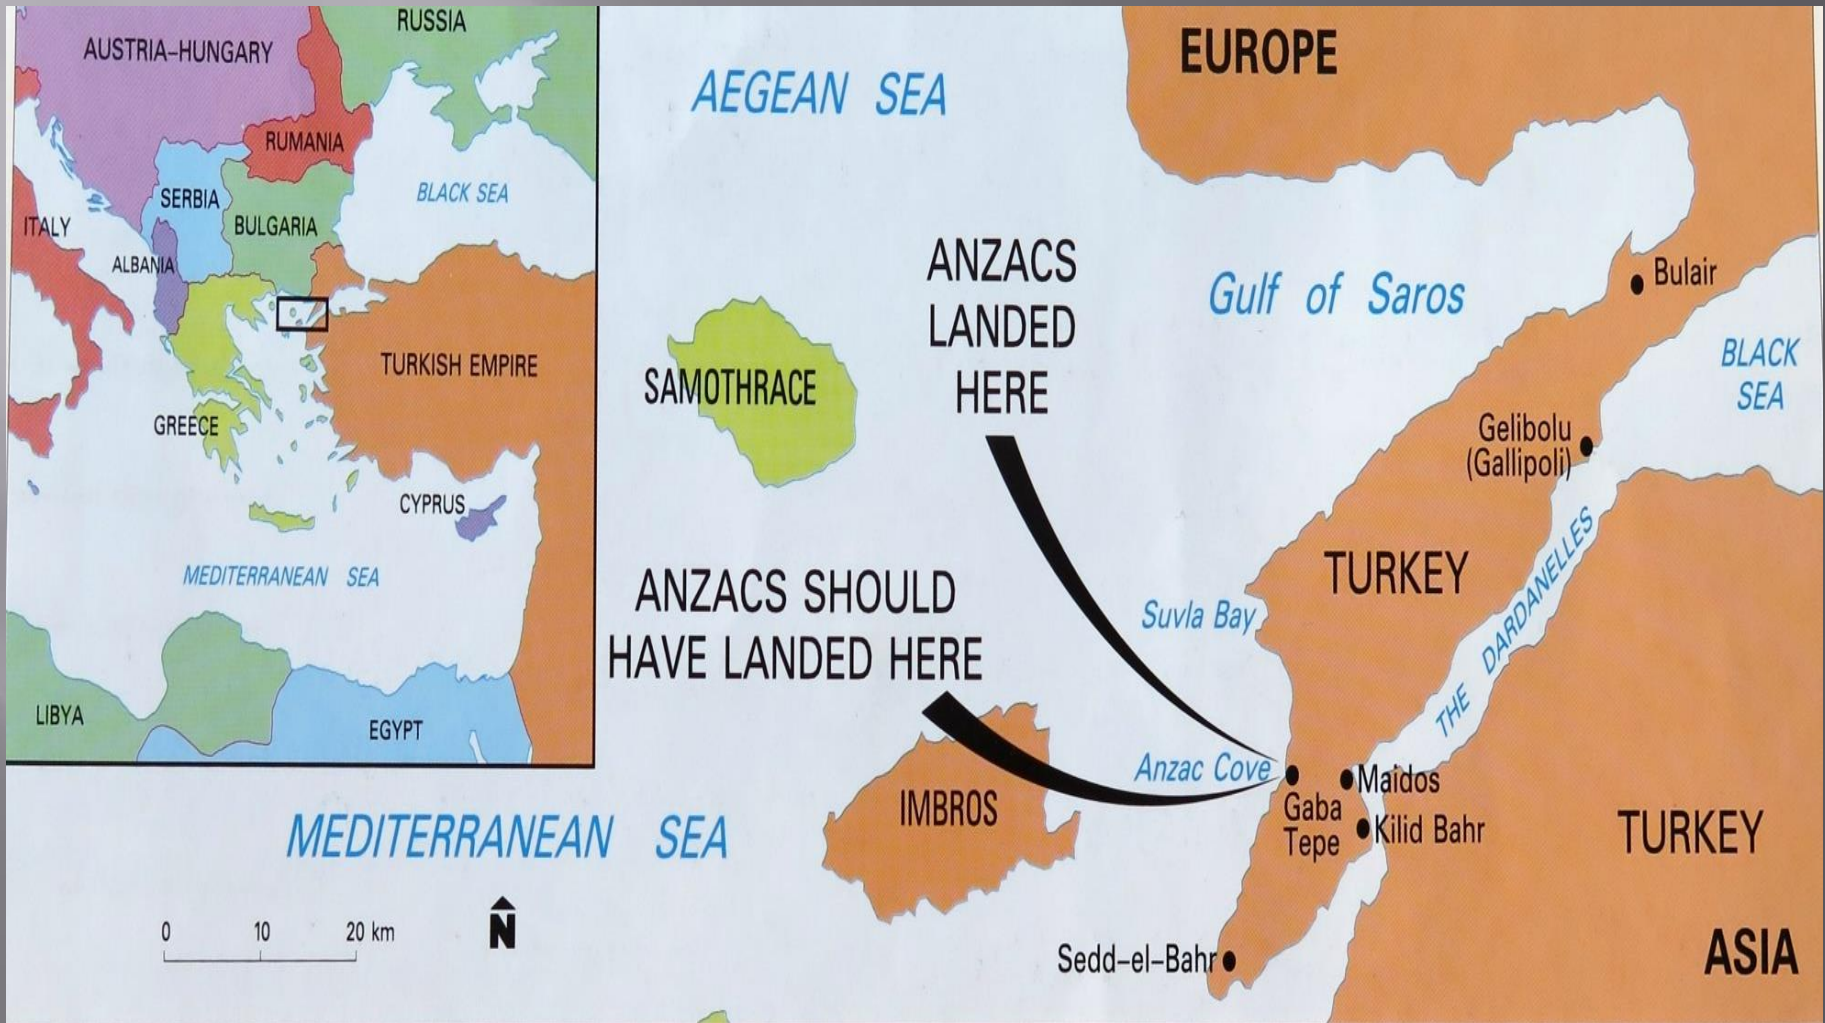 AUSTRIA–HUNGARY
RUSSIA
RUMANIA
SERBIA
BLACK SEA
ITALY
BULGARIA
ALBANIA
TURKISH EMPIRE
GREECE
CYPRUS
MEDITERRANEAN SEA
LIBYA
EGYPT
EUROPE
AEGEAN SEA
ANZACS
LANDED
HERE
Gulf of Saros
Bulair
BLACK
SEA
SAMOTHRACE
Gelibolu
(Gallipoli)
ANZACS SHOULD
HAVE LANDED HERE
TURKEY
Suvla Bay
THE DARDANELLES
Anzac Cove
Maidos
Gaba
Tepe
Kilid Bahr
IMBROS
TURKEY
MEDITERRANEAN SEA
0 10 20 km
N
Sedd–el–Bahr
ASIA